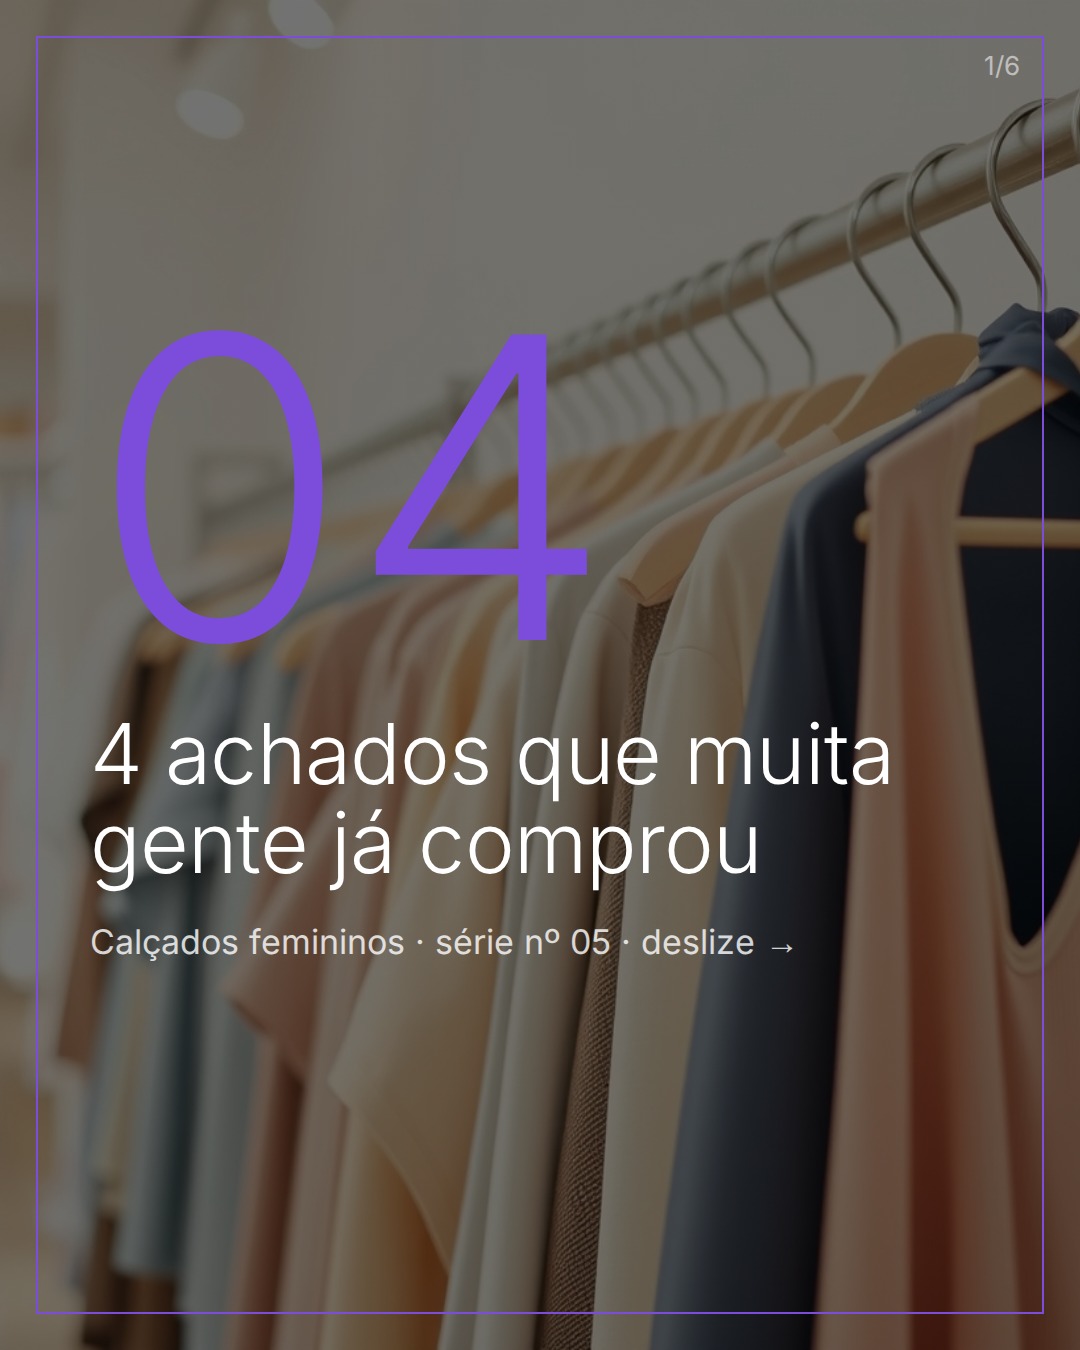 1/6
04
4 achados que muita
gente já comprou
Calçados femininos · série nº 05 · deslize →